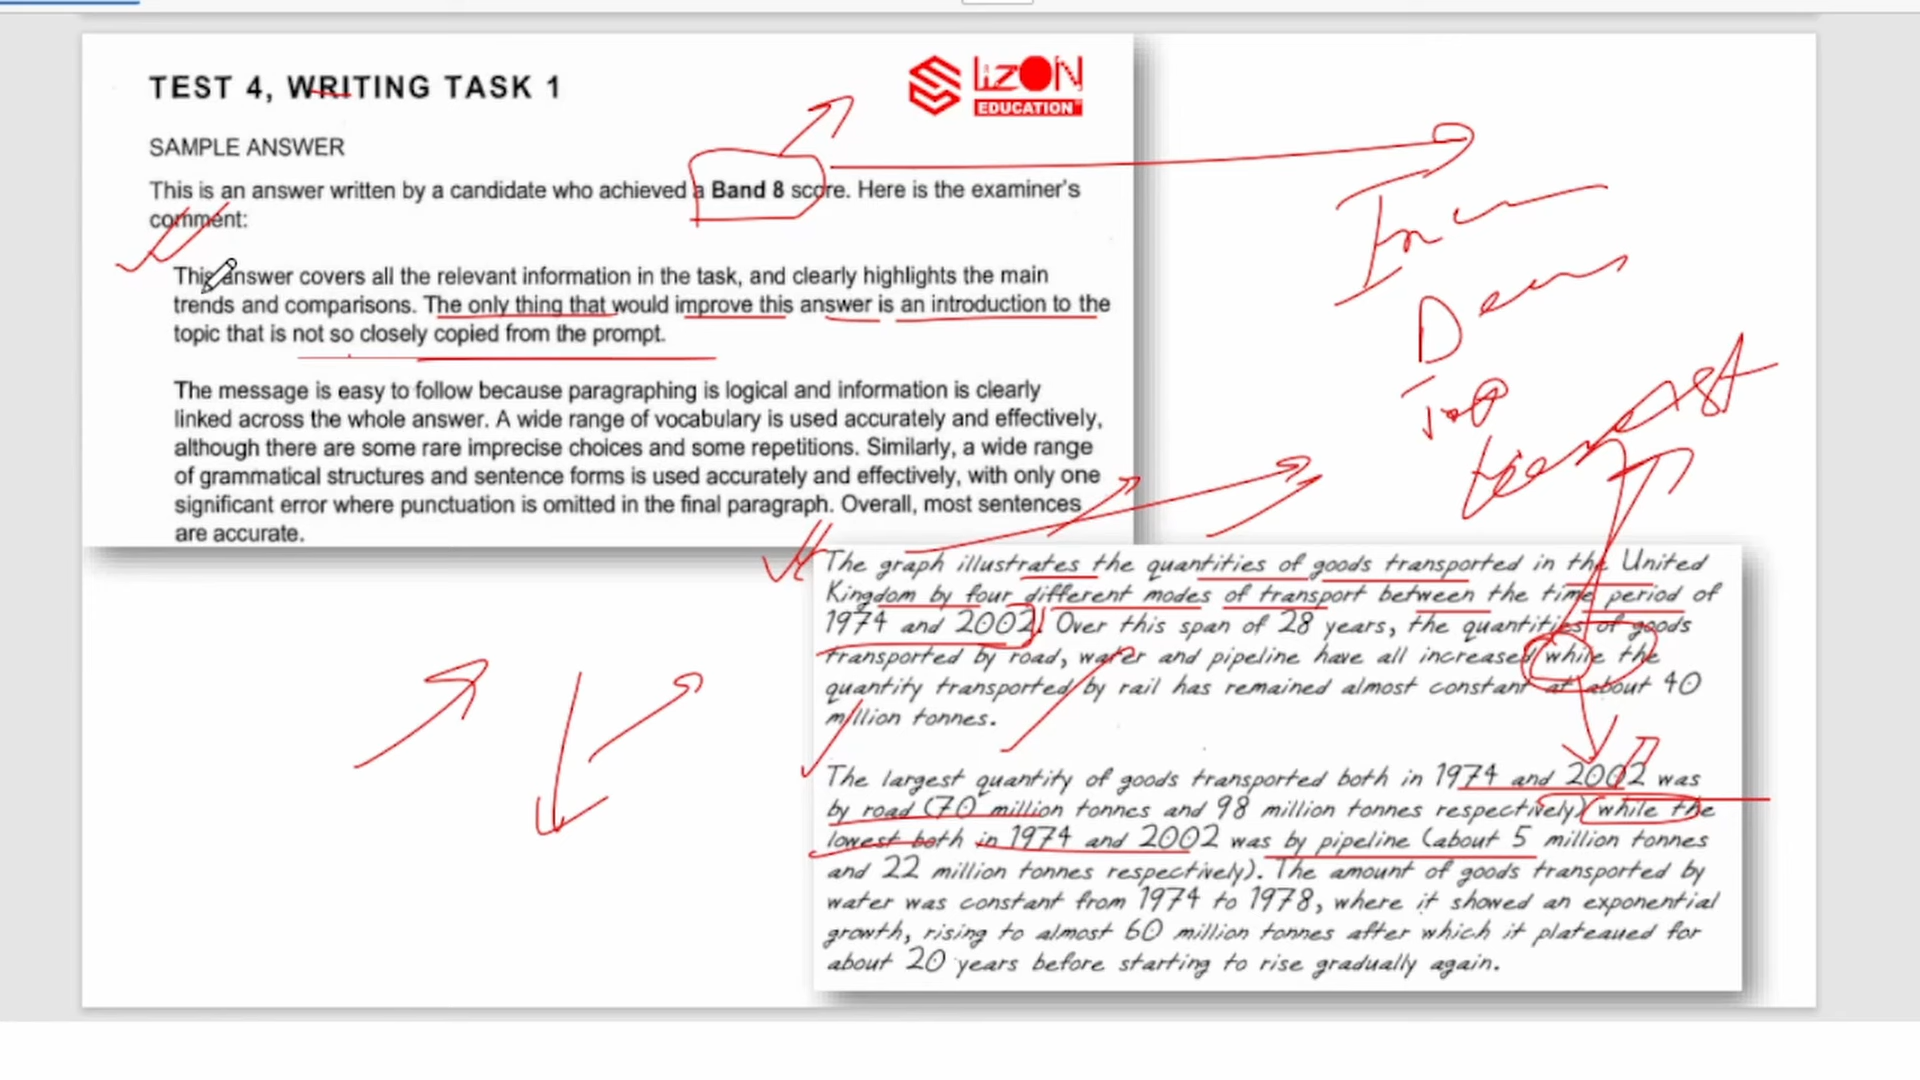 TEST 4, WRITING TASK 1
LizON
EDUCATION
SAMPLE ANSWER
This is an answer written by a candidate who achieved a Band 8 score. Here is the examiner's
comment:
This answer covers all the relevant information in the task, and clearly highlights the main
trends and comparisons. The only thing that would improve this answer is an introduction to the
topic that is not so closely copied from the prompt.
The message is easy to follow because paragraphing is logical and information is clearly
linked across the whole answer. A wide range of vocabulary is used accurately and effectively,
although there are some rare imprecise choices and some repetitions. Similarly, a wide range
of grammatical structures and sentence forms is used accurately and effectively, with only one
significant error where punctuation is omitted in the final paragraph. Overall, most sentences
are accurate.
The graph illustrates the quantities of goods transported in the United
Kingdom by four different modes of transport between the time period of
1974 and 2002. Over this span of 28 years, the quantities of goods
transported by road, water and pipeline have all increased while the
quantity transported by rail has remained almost constant at about 40
million tonnes.
The largest quantity of goods transported both in 1974 and 2002 was
by road (70 million tonnes and 98 million tonnes respectively) while the
lowest both in 1974 and 2002 was by pipeline (about 5 million tonnes
and 22 million tonnes respectively). The amount of goods transported by
water was constant from 1974 to 1978, where it showed an exponential
growth, rising to almost 60 million tonnes after which it plateaued for
about 20 years before starting to rise gradually again.